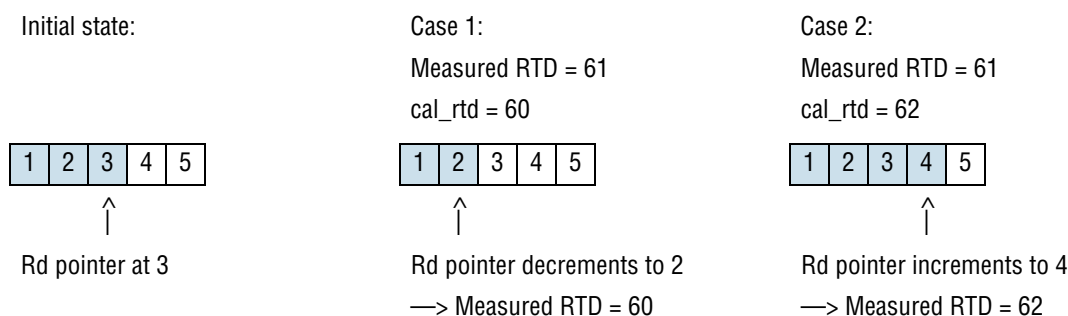 Initial state:
1 2 3 4 5
Rd pointer at 3
Case 1:
Measured RTD = 61
cal_rtd = 60
1 2 3 4 5
Rd pointer decrements to 2
—> Measured RTD = 60
Case 2:
Measured RTD = 61
cal_rtd = 62
1 2 3 4 5
Rd pointer increments to 4
—> Measured RTD = 62